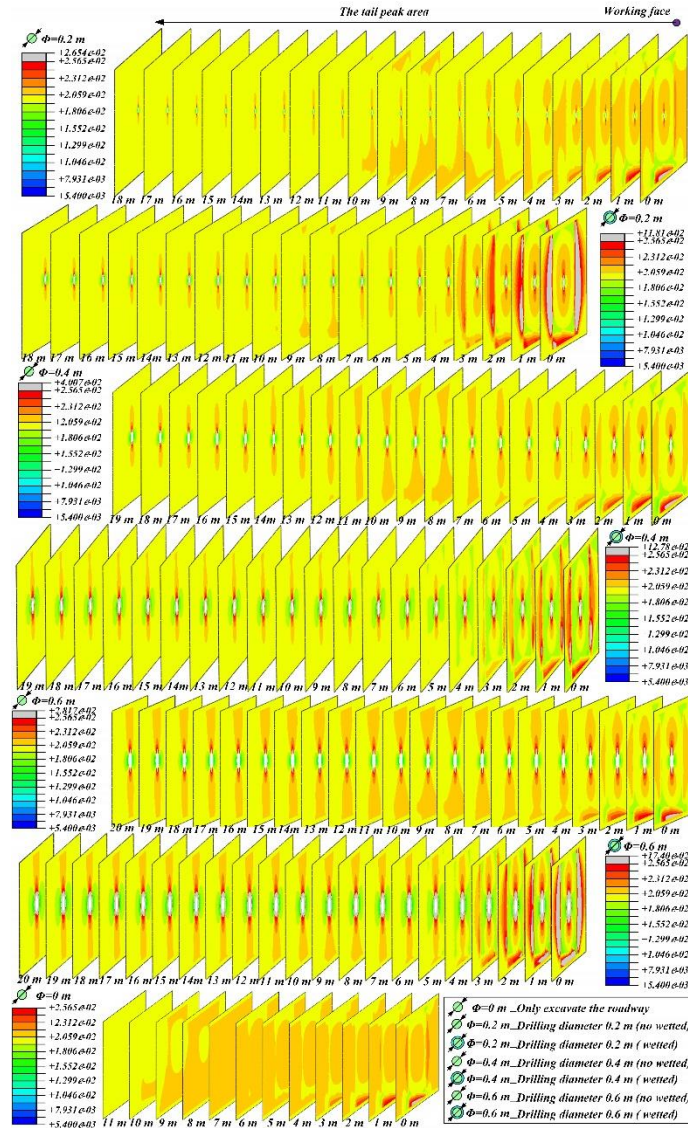 The tail peak area
Working face
Φ=0.2 m
+2.654e-02
+2.565e-02
+2.312e-02
+2.059e-02
+1.806e-02
+1.552e-02
+1.299e-02
+1.046e-02
+7.931e-03
+5.400e-03
18 m 17 m 16 m 15 m 14 m 13 m 12 m 11 m 10 m 9 m 8 m 7 m 6 m 5 m 4 m 3 m 2 m 1 m 0 m
Φ=0.2 m
+11.81e-02
+2.565e-02
+2.312e-02
+2.059e-02
+1.806e-02
+1.552e-02
+1.299e-02
+1.046e-02
+7.931e-03
+5.400e-03
18 m 17 m 16 m 15 m 14 m 13 m 12 m 11 m 10 m 9 m 8 m 7 m 6 m 5 m 4 m 3 m 2 m 1 m 0 m
Φ=0.4 m
+4.007e-02
+2.565e-02
+2.312e-02
+2.059e-02
+1.806e-02
+1.552e-02
-1.299e-02
+1.046e-02
+7.931e-03
+5.400e-03
19 m 18 m 17 m 16 m 15 m 14 m 13 m 12 m 11 m 10 m 9 m 8 m 7 m 6 m 5 m 4 m 3 m 2 m 1 m 0 m
Φ=0.4 m
+12.78e-02
+2.565e-02
+2.312e-02
+2.059e-02
+1.806e-02
+1.552e-02
-1.299e-02
+1.046e-02
+7.931e-03
+5.400e-03
19 m 18 m 17 m 16 m 15 m 14 m 13 m 12 m 11 m 10 m 9 m 8 m 7 m 6 m 5 m 4 m 3 m 2 m 1 m 0 m
Φ=0.6 m
+2.817e-02
+2.565e-02
+2.312e-02
+2.059e-02
+1.806e-02
+1.552e-02
+1.299e-02
+1.046e-02
+7.931e-03
+5.400e-03
20 m 19 m 18 m 17 m 16 m 15 m 14 m 13 m 12 m 11 m 10 m 9 m 8 m 7 m 6 m 5 m 4 m 3 m 2 m 1 m 0 m
Φ=0.6 m
+17.40e-02
+2.565e-02
+2.312e-02
+2.059e-02
+1.806e-02
+1.552e-02
-1.299e-02
+1.046e-02
+7.931e-03
+5.400e-03
20 m 19 m 18 m 17 m 16 m 15 m 14 m 13 m 12 m 11 m 10 m 9 m 8 m 7 m 6 m 5 m 4 m 3 m 2 m 1 m 0 m
Φ=0 m
+2.565e-02
+2.312e-02
+2.059e-02
+1.806e-02
+1.552e-02
+1.299e-02
+1.046e-02
+7.931e-03
+5.400e-03
11 m 10 m 9 m 8 m 7 m 6 m 5 m 4 m 3 m 2 m 1 m 0 m
Φ=0 m_Only excavate the roadway
Φ=0.2 m_Drilling diameter 0.2 m (no wetted)
Φ=0.2 m_Drilling diameter 0.2 m ( wetted)
Φ=0.4 m_Drilling diameter 0.4 m (no wetted)
Φ=0.4 m_Drilling diameter 0.4 m ( wetted)
Φ=0.6 m_Drilling diameter 0.6 m (no wetted)
Φ=0.6 m_Drilling diameter 0.6 m ( wetted)